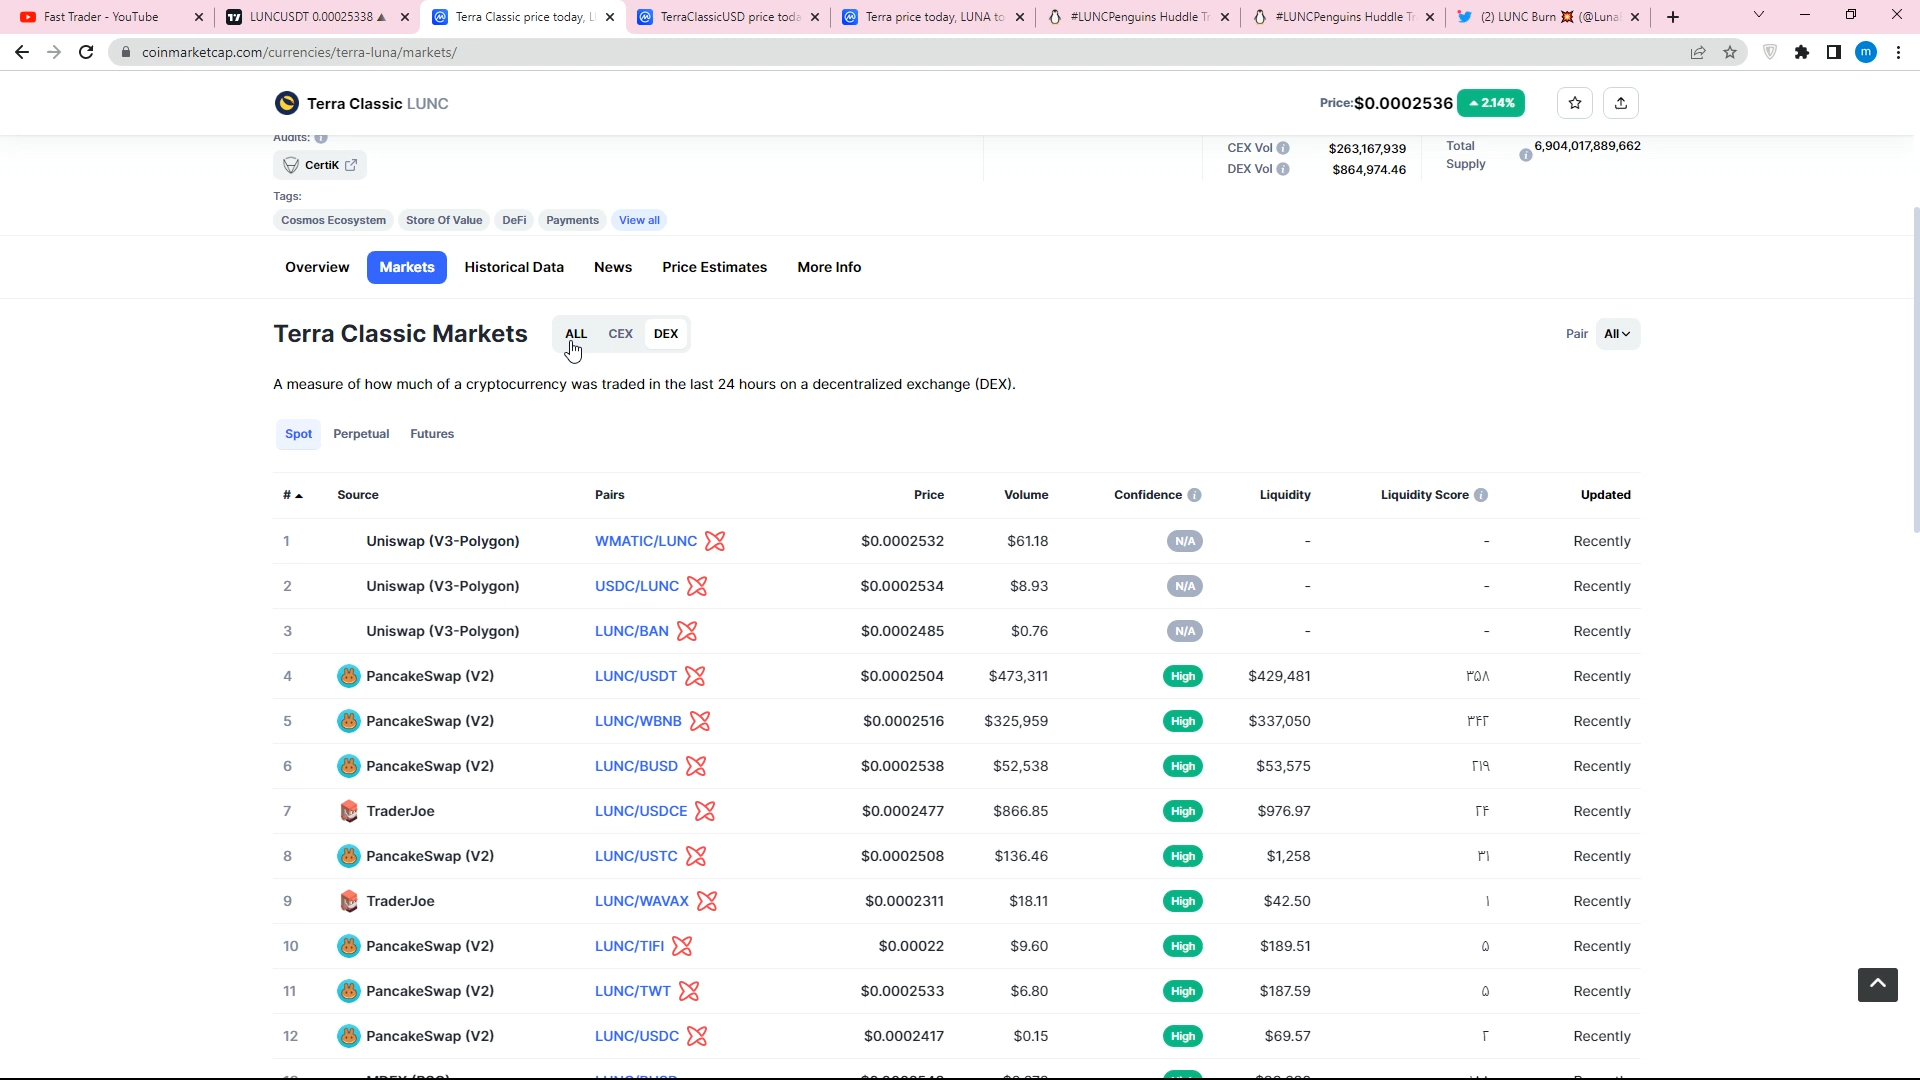 Fast Trader - YouTube
LUNCUSDT 0.00025338 ▲
Terra Classic price today, L
TerraClassicUSD price toda
Terra price today, LUNA to
#LUNCPenguins Huddle Tr
#LUNCPenguins Huddle Tr
(2) LUNC Burn 💥 (@Luna
coinmarketcap.com/currencies/terra-luna/markets/
m
Terra Classic LUNC
Price:$0.0002536 2.14%
Audits:
CertiK
CEX Vol $263,167,939
DEX Vol $864,974.46
Total Supply 6,904,017,889,662
Tags:
Cosmos Ecosystem Store Of Value DeFi Payments View all
Overview Markets Historical Data News Price Estimates More Info
Terra Classic Markets ALL CEX DEX Pair All
A measure of how much of a cryptocurrency was traded in the last 24 hours on a decentralized exchange (DEX).
Spot Perpetual Futures
# Source Pairs Price Volume Confidence Liquidity Liquidity Score Updated
1 Uniswap (V3-Polygon) WMATIC/LUNC $0.0002532 $61.18 N/A - - Recently
2 Uniswap (V3-Polygon) USDC/LUNC $0.0002534 $8.93 N/A - - Recently
3 Uniswap (V3-Polygon) LUNC/BAN $0.0002485 $0.76 N/A - - Recently
4 PancakeSwap (V2) LUNC/USDT $0.0002504 $473,311 High $429,481 ۳۵۸ Recently
5 PancakeSwap (V2) LUNC/WBNB $0.0002516 $325,959 High $337,050 ۳۴۲ Recently
6 PancakeSwap (V2) LUNC/BUSD $0.0002538 $52,538 High $53,575 ۲۱۹ Recently
7 TraderJoe LUNC/USDCE $0.0002477 $866.85 High $976.97 ۲۴ Recently
8 PancakeSwap (V2) LUNC/USTC $0.0002508 $136.46 High $1,258 ۳۱ Recently
9 TraderJoe LUNC/WAVAX $0.0002311 $18.11 High $42.50 ۱ Recently
10 PancakeSwap (V2) LUNC/TIFI $0.00022 $9.60 High $189.51 ۵ Recently
11 PancakeSwap (V2) LUNC/TWT $0.0002533 $6.80 High $187.59 ۵ Recently
12 PancakeSwap (V2) LUNC/USDC $0.0002417 $0.15 High $69.57 ۲ Recently